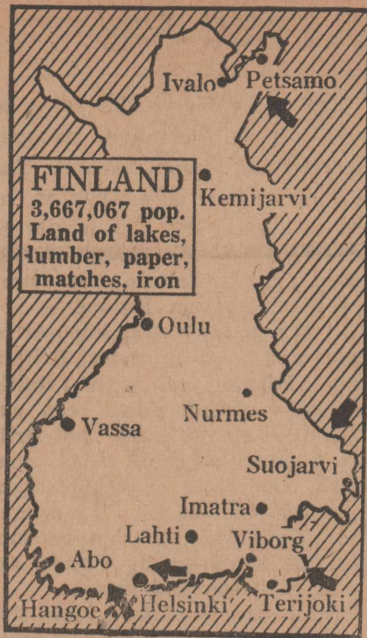 Ivalo Petsamo
FINLAND
3,667,067 pop.
Land of lakes,
lumber, paper,
matches, iron
Kemijarvi
Oulu
Nurmes
Vassa
Suojarvi
Imatra
Lahti Viborg
Abo
Hangoe Helsinki Terijoki